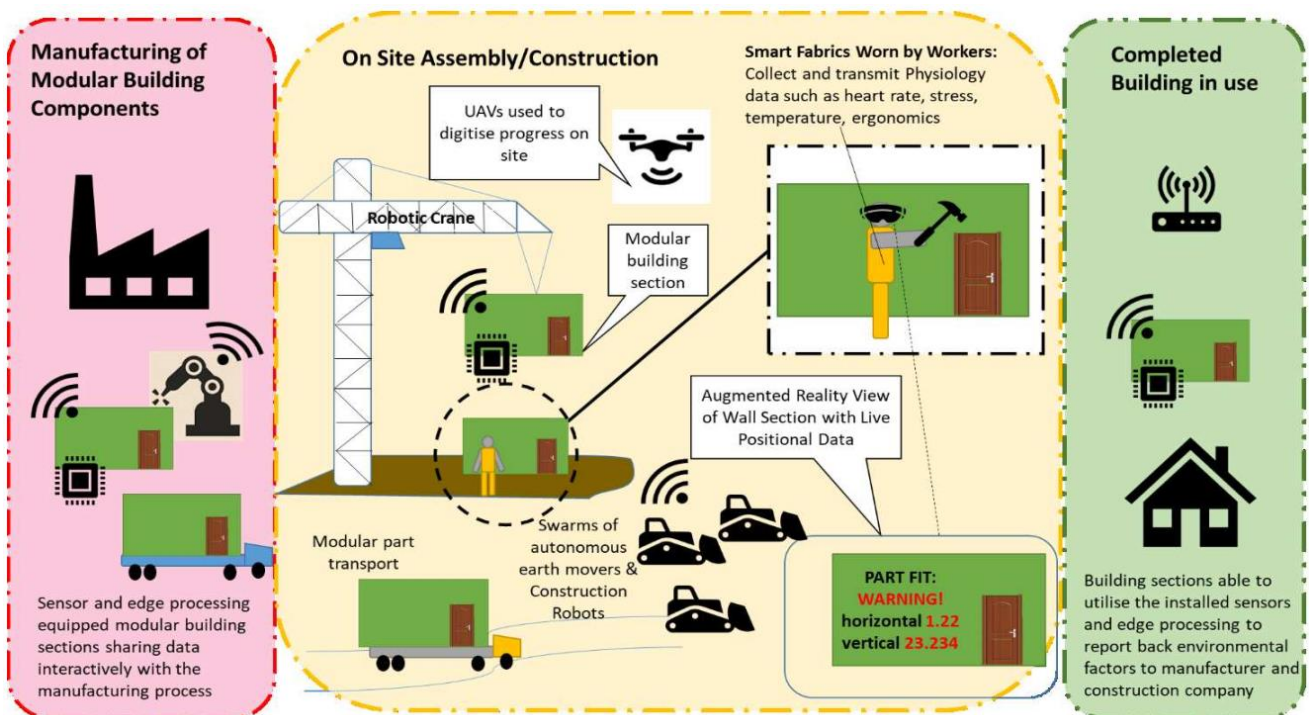 Manufacturing of
Modular Building
Components
Sensor and edge processing
equipped modular building
sections sharing data
interactively with the
manufacturing process
On Site Assembly/Construction
UAVs used to
digitise progress on
site
Smart Fabrics Worn by Workers:
Collect and transmit Physiology
data such as heart rate, stress,
temperature, ergonomics
Robotic Crane
Modular
building
section
Augmented Reality View
of Wall Section with Live
Positional Data
Modular part
transport
Swarms of
autonomous
earth movers &
Construction
Robots
PART FIT:
WARNING!
horizontal 1.22
vertical 23.234
Completed
Building in use
Building sections able to
utilise the installed sensors
and edge processing to
report back environmental
factors to manufacturer and
construction company